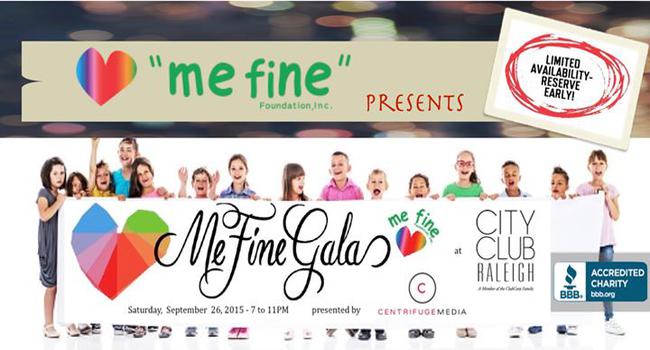 "me fine"
Foundation, Inc.
PRESENTS
LIMITED
AVAILABILITY-
RESERVE
EARLY!
MeFineGala
me fine
at
CITY
CLUB
RALEIGH
A Member of the ClubCorp Family
Saturday, September 26, 2015 - 7 to 11PM
presented by
C
CENTRIFUGEMEDIA
BBB
ACCREDITED
CHARITY
bbb.org